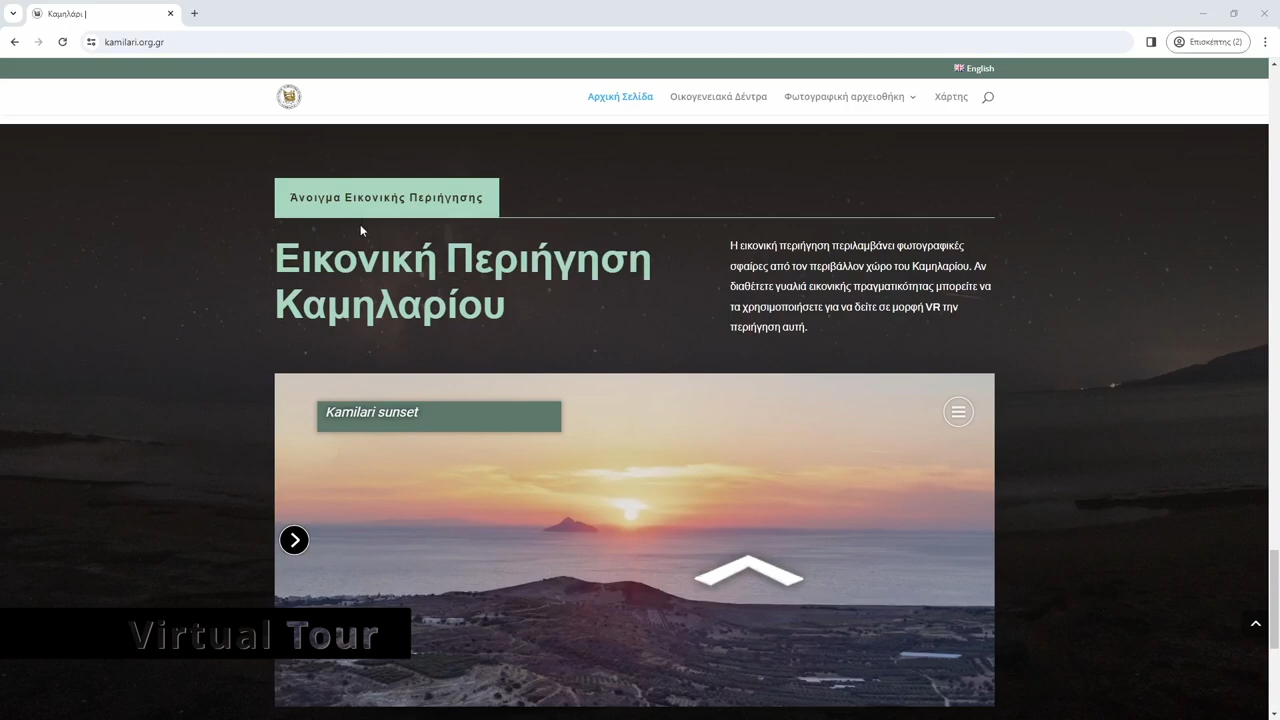 Καμηλάρι |
kamilari.org.gr
Επισκέπτης (2)
English
Αρχική Σελίδα
Οικογενειακά Δέντρα
Φωτογραφική αρχειοθήκη
Χάρτης
Άνοιγμα Εικονικής Περιήγησης
Εικονική Περιήγηση
Καμηλαρίου
Η εικονική περιήγηση περιλαμβάνει φωτογραφικές
σφαίρες από τον περιβάλλον χώρο του Καμηλαρίου. Αν
διαθέτετε γυαλιά εικονικής πραγματικότητας μπορείτε να
τα χρησιμοποιήσετε για να δείτε σε μορφή VR την
περιήγηση αυτή.
Kamilari sunset
Virtual Tour